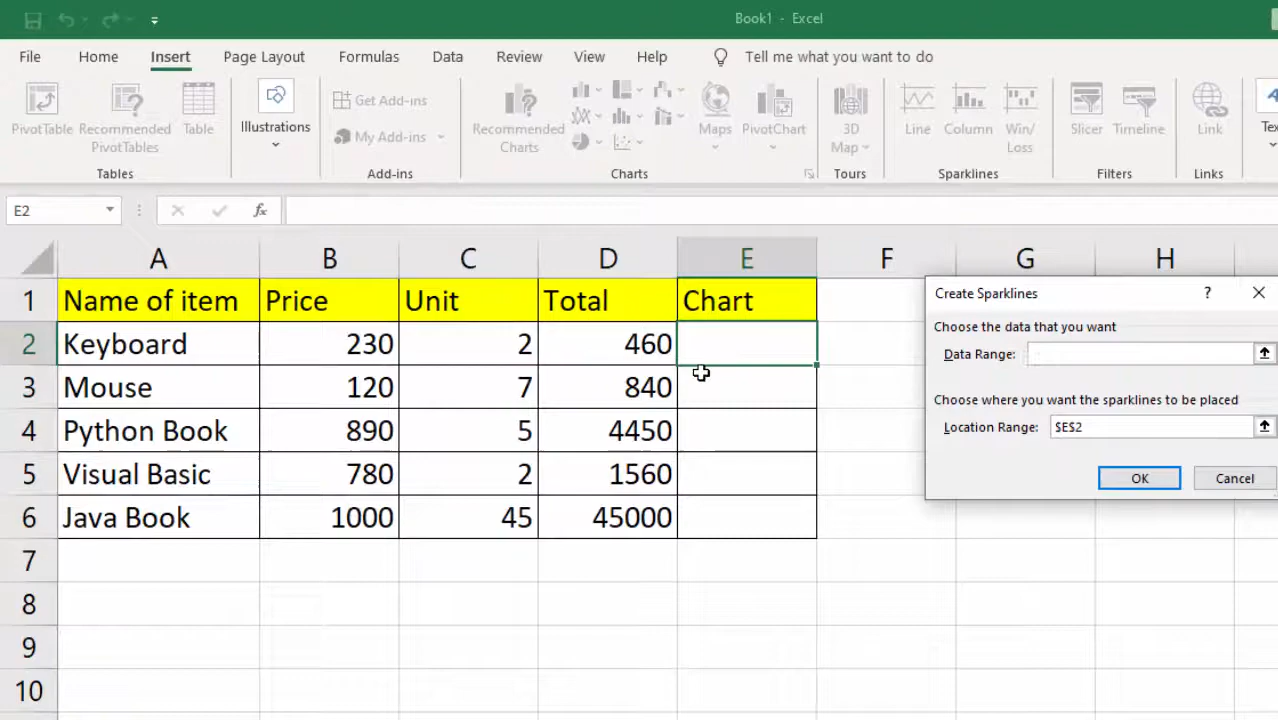 Book1 - Excel
File Home Insert Page Layout Formulas Data Review View Help Tell me what you want to do
PivotTable Recommended PivotTables Table
Illustrations
Get Add-ins
My Add-ins
Recommended Charts
Maps PivotChart
3D Map
Line Column Win/Loss
Slicer Timeline
Link
Tables Add-ins Charts Tours Sparklines Filters Links
E2 fx
A B C D E F G H
1 Name of item Price Unit Total Chart
2 Keyboard 230 2 460
3 Mouse 120 7 840
4 Python Book 890 5 4450
5 Visual Basic 780 2 1560
6 Java Book 1000 45 45000
7
8
9
10
Create Sparklines ? ×
Choose the data that you want
Data Range:
Choose where you want the sparklines to be placed
Location Range: $E$2
OK Cancel